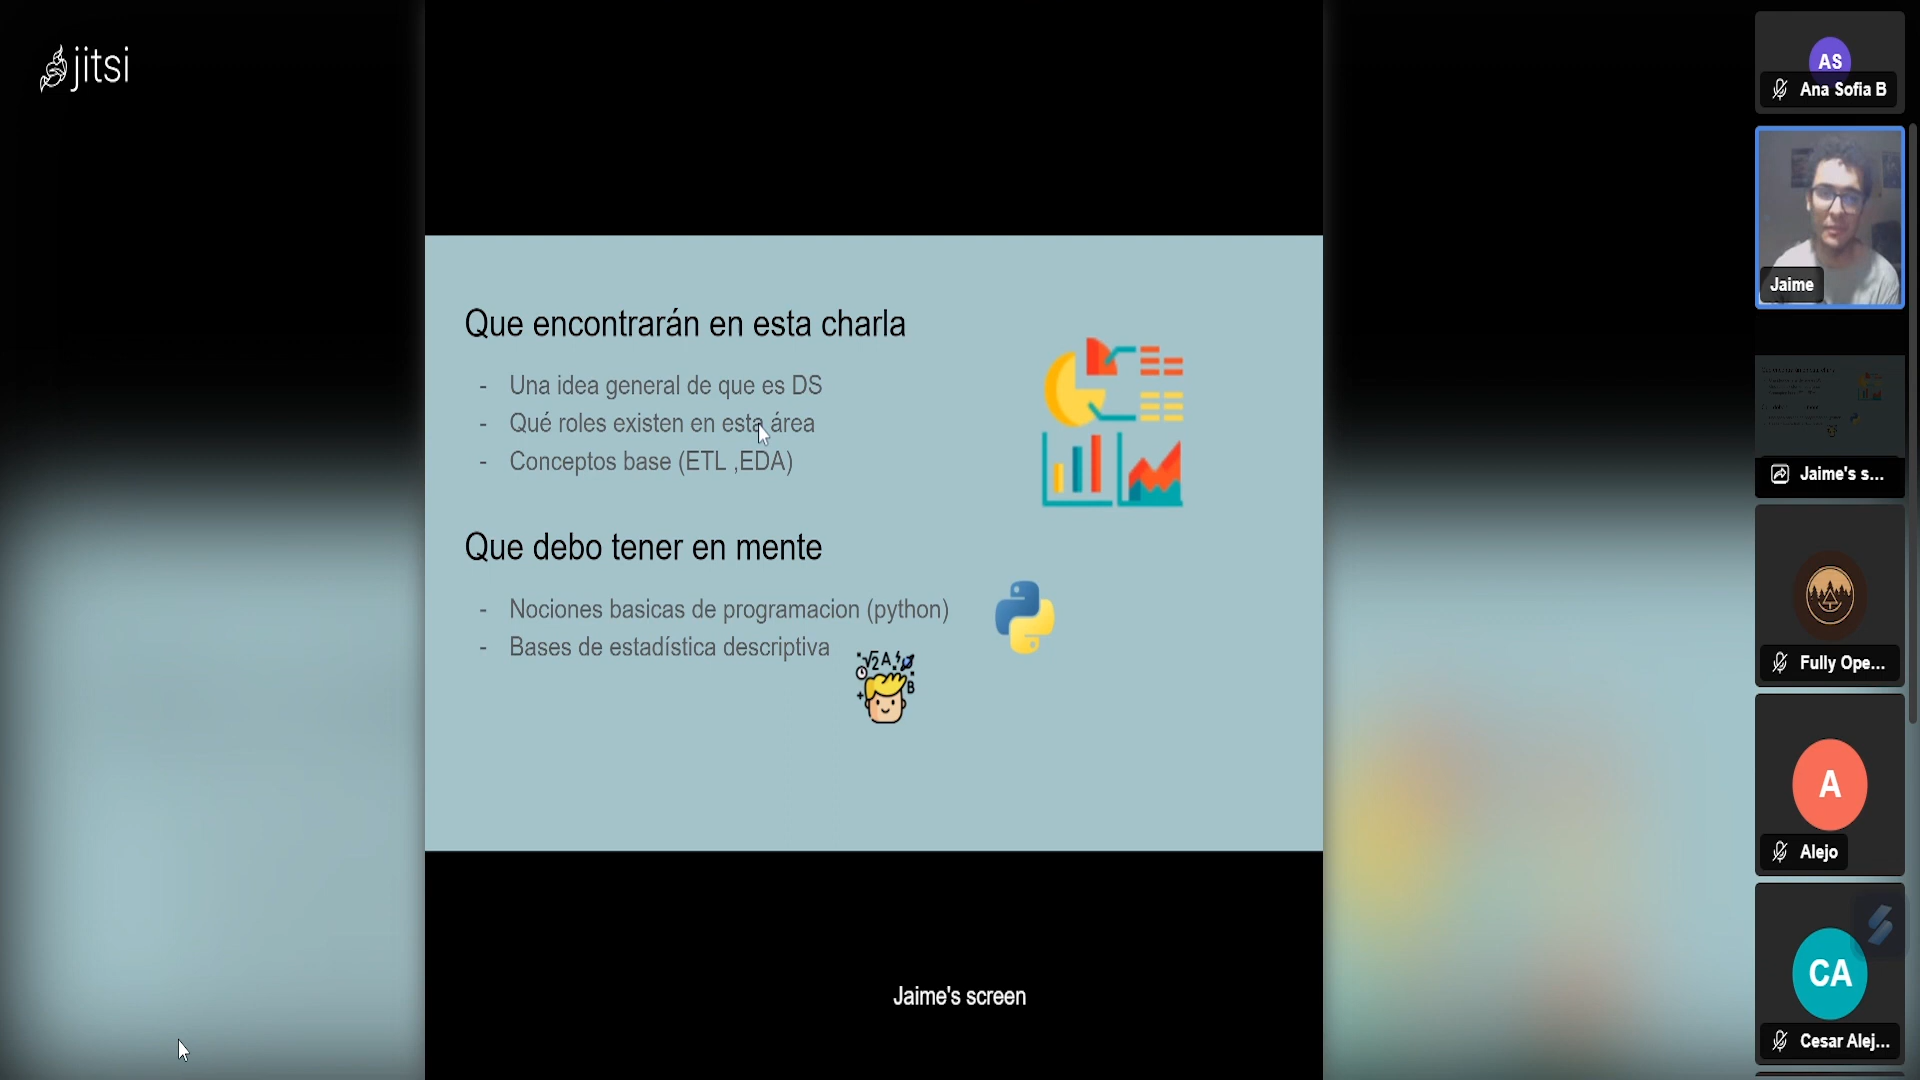 jitsi
Que encontrarán en esta charla
- Una idea general de que es DS
- Qué roles existen en esta área
- Conceptos base (ETL ,EDA)
Que debo tener en mente
- Nociones basicas de programacion (python)
- Bases de estadística descriptiva
Jaime's screen
AS
Ana Sofia B
Jaime
Jaime's s...
Fully Ope...
A
Alejo
CA
Cesar Alej...